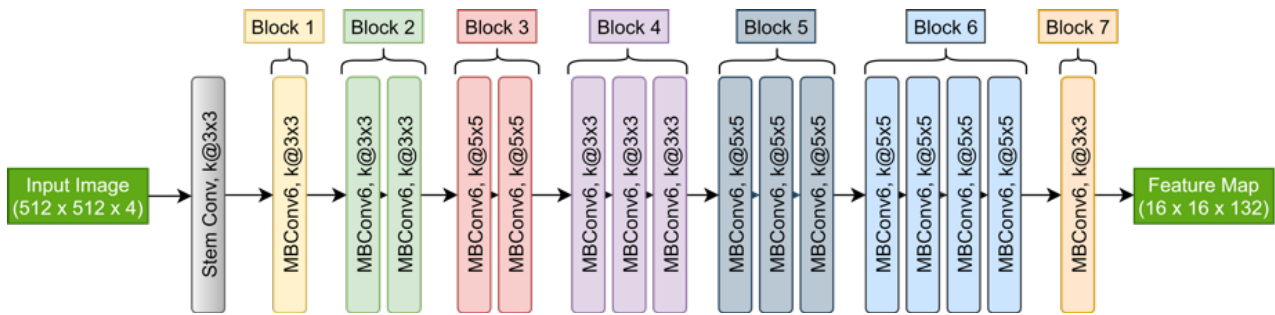 Block 1
Block 2
Block 3
Block 4
Block 5
Block 6
Block 7
Input Image
(512 x 512 x 4)
Stem Conv, k@3x3
MBConv6, k@3x3
MBConv6, k@3x3
MBConv6, k@3x3
MBConv6, k@5x5
MBConv6, k@5x5
MBConv6, k@3x3
MBConv6, k@3x3
MBConv6, k@3x3
MBConv6, k@5x5
MBConv6, k@5x5
MBConv6, k@5x5
MBConv6, k@5x5
MBConv6, k@5x5
MBConv6, k@5x5
MBConv6, k@5x5
MBConv6, k@3x3
Feature Map
(16 x 16 x 132)